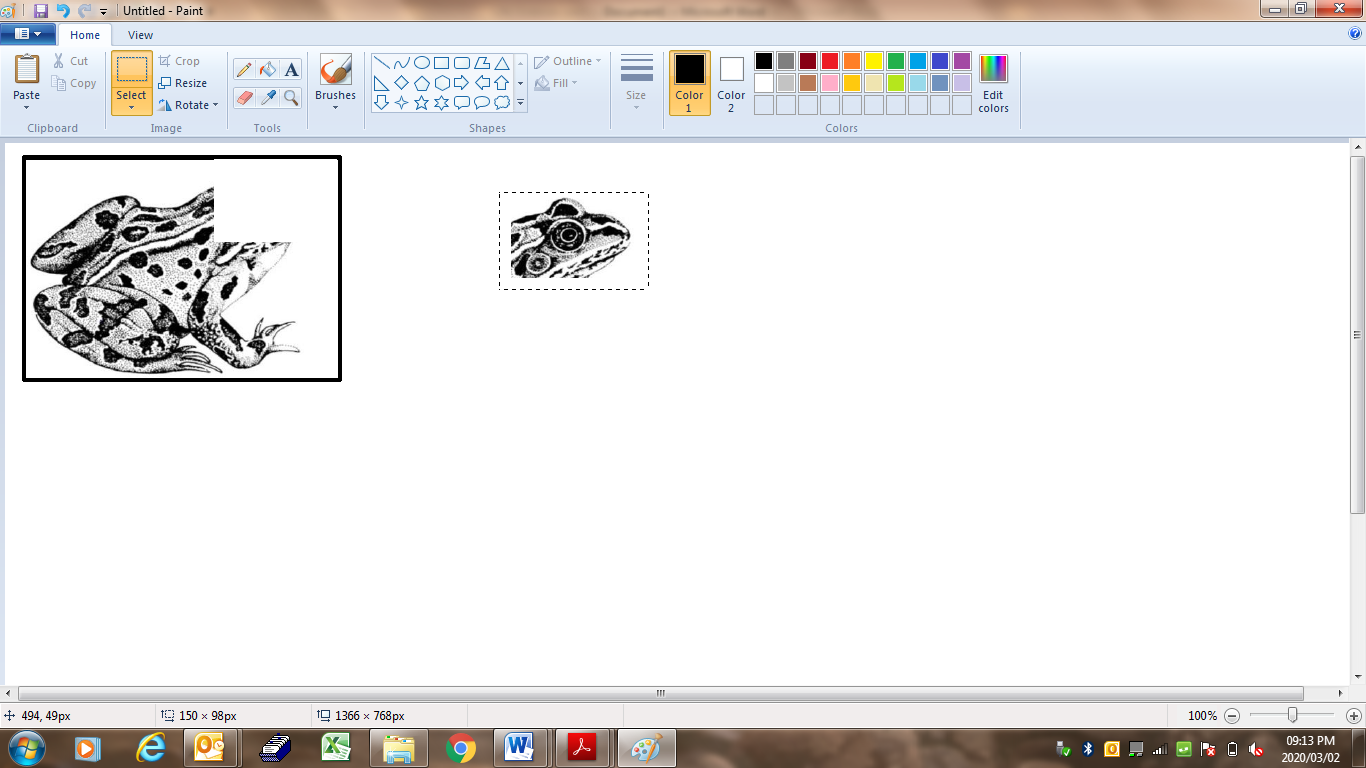 Untitled - Paint
Home View
Paste
Cut
Copy
Clipboard
Select
Crop
Resize
Rotate
Image
A
Tools
Brushes
Outline
Fill
Shapes
Size
Color 1
Color 2
Edit colors
Colors
494, 49px
150 × 98px
1366 × 768px
100%
09:13 PM
2020/03/02